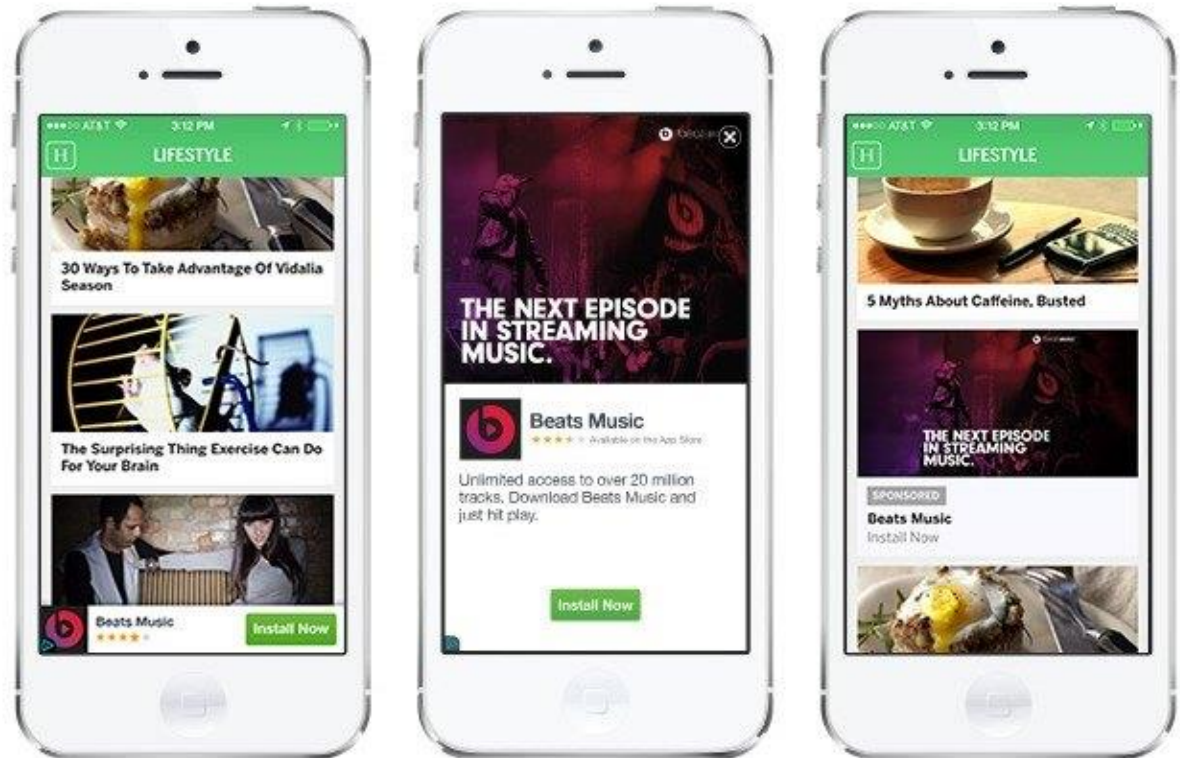 AT&T 3:12 PM
H LIFESTYLE
30 Ways To Take Advantage Of Vidalia
Season
The Surprising Thing Exercise Can Do
For Your Brain
Beats Music
Install Now
THE NEXT EPISODE
IN STREAMING
MUSIC.
Beats Music
Available on the App Store
Unlimited access to over 20 million
tracks. Download Beats Music and
just hit play.
Install Now
AT&T 3:12 PM
H LIFESTYLE
5 Myths About Caffeine, Busted
THE NEXT EPISODE
IN STREAMING
MUSIC.
SPONSORED
Beats Music
Install Now